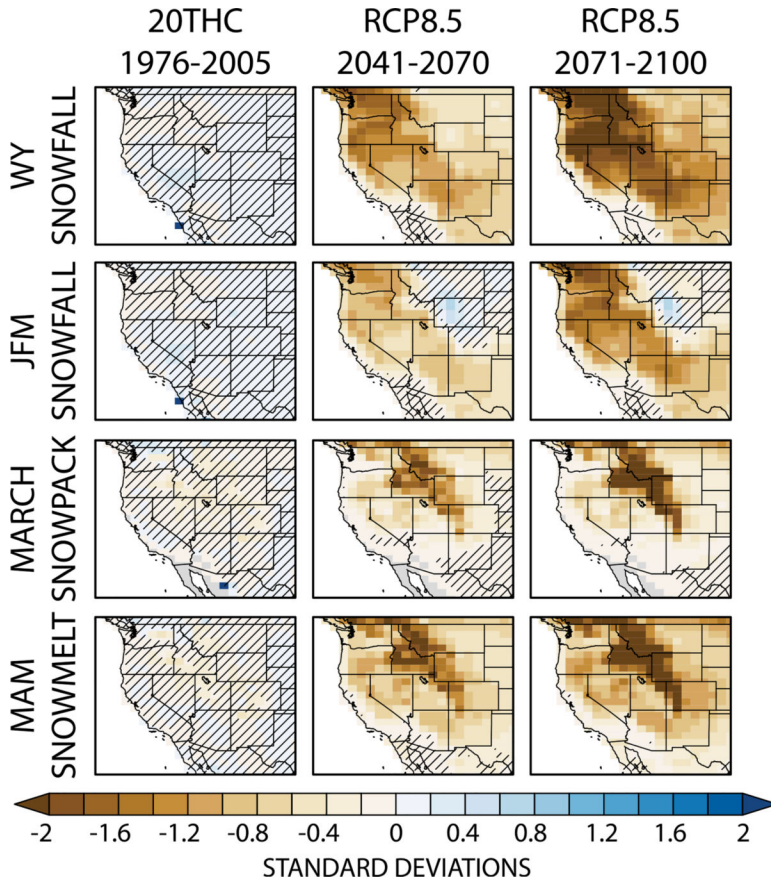 20THC
1976-2005
RCP8.5
2041-2070
RCP8.5
2071-2100
WY
SNOWFALL
JFM
SNOWFALL
MARCH
SNOWPACK
MAM
SNOWMELT
-2 -1.6 -1.2 -0.8 -0.4 0 0.4 0.8 1.2 1.6 2
STANDARD DEVIATIONS